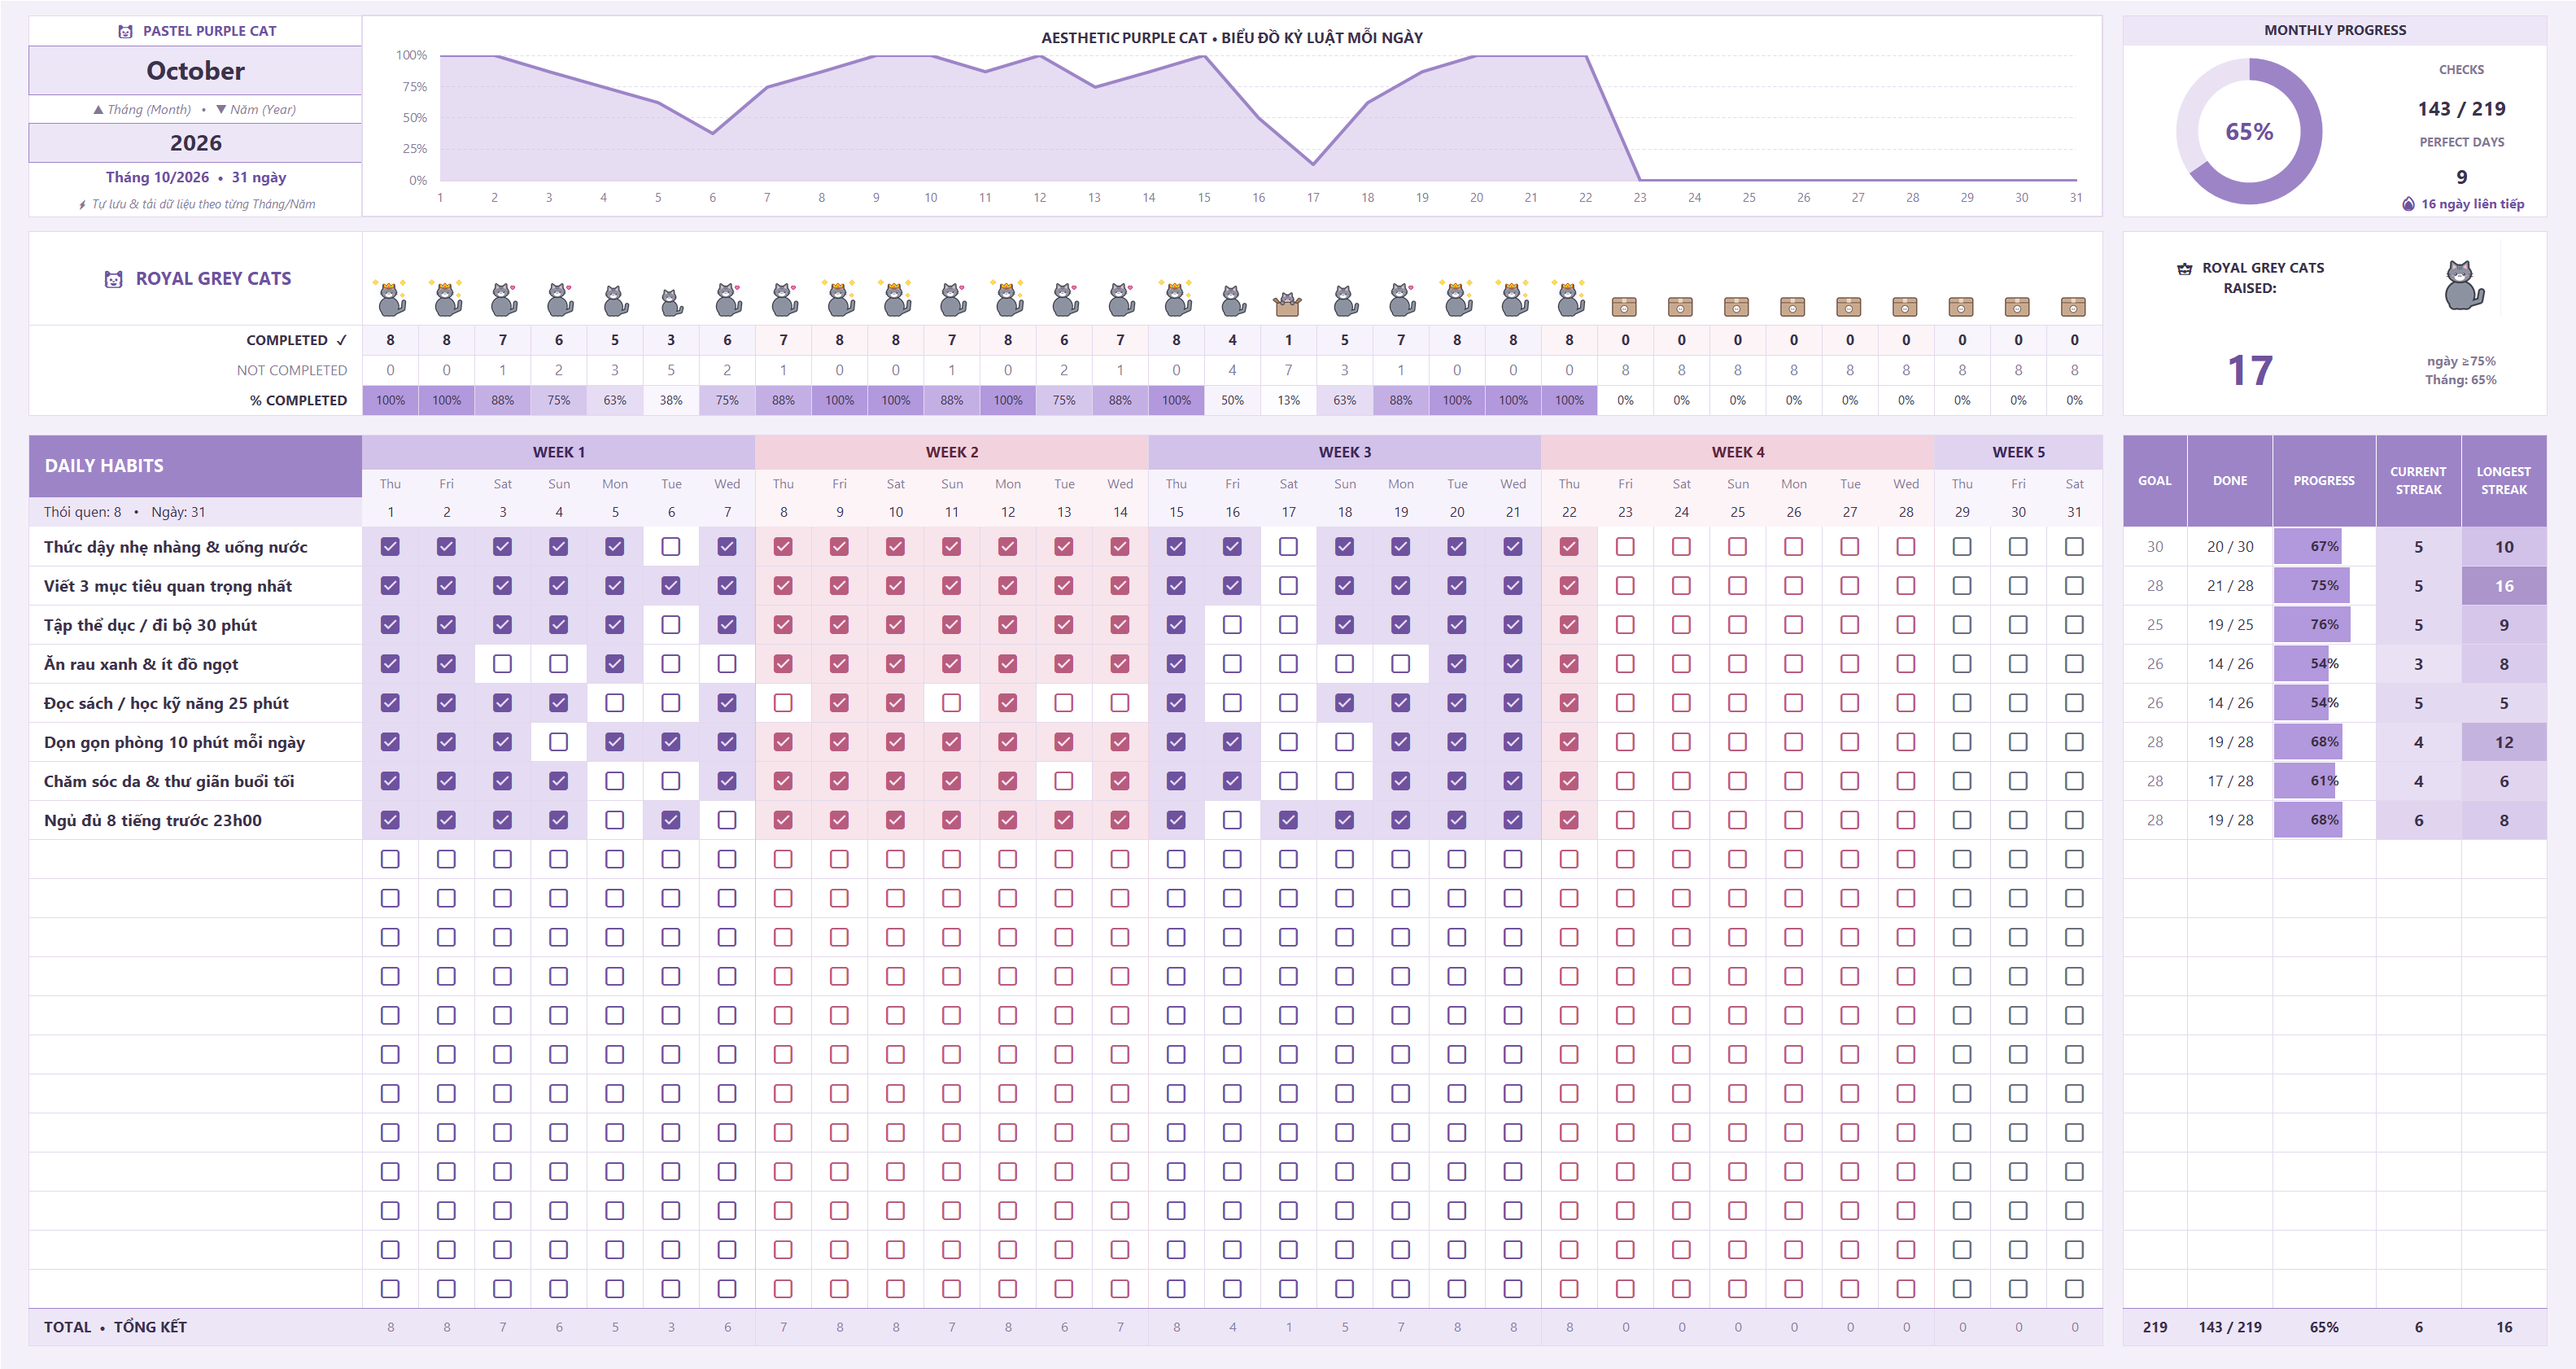 PASTEL PURPLE CAT
October
▲ Tháng (Month) • ▼ Năm (Year)
2026
Tháng 10/2026 • 31 ngày
Tự lưu & tải dữ liệu theo từng Tháng/Năm
AESTHETIC PURPLE CAT • BIỂU ĐỒ KỶ LUẬT MỖI NGÀY
100%
75%
50%
25%
0%
1 2 3 4 5 6 7 8 9 10 11 12 13 14 15 16 17 18 19 20 21 22 23 24 25 26 27 28 29 30 31
MONTHLY PROGRESS
65%
CHECKS
143 / 219
PERFECT DAYS
9
16 ngày liên tiếp
ROYAL GREY CATS
COMPLETED ✓ 8 8 7 6 5 3 6 7 8 8 7 8 6 7 8 4 1 5 7 8 8 8 0 0 0 0 0 0 0 0 0
NOT COMPLETED 0 0 1 2 3 5 2 1 0 0 1 0 2 1 0 4 7 3 1 0 0 0 8 8 8 8 8 8 8 8 8
% COMPLETED 100% 100% 88% 75% 63% 38% 75% 88% 100% 100% 88% 100% 75% 88% 100% 50% 13% 63% 88% 100% 100% 100% 0% 0% 0% 0% 0% 0% 0% 0% 0%
ROYAL GREY CATS
RAISED:
17
ngày ≥75%
Tháng: 65%
DAILY HABITS
WEEK 1 WEEK 2 WEEK 3 WEEK 4 WEEK 5
Thu Fri Sat Sun Mon Tue Wed Thu Fri Sat Sun Mon Tue Wed Thu Fri Sat Sun Mon Tue Wed Thu Fri Sat Sun Mon Tue Wed Thu Fri Sat
Thói quen: 8 • Ngày: 31 1 2 3 4 5 6 7 8 9 10 11 12 13 14 15 16 17 18 19 20 21 22 23 24 25 26 27 28 29 30 31
GOAL DONE PROGRESS CURRENT STREAK LONGEST STREAK
Thức dậy nhẹ nhàng & uống nước 30 20 / 30 67% 5 10
Viết 3 mục tiêu quan trọng nhất 28 21 / 28 75% 5 16
Tập thể dục / đi bộ 30 phút 25 19 / 25 76% 5 9
Ăn rau xanh & ít đồ ngọt 26 14 / 26 54% 3 8
Đọc sách / học kỹ năng 25 phút 26 14 / 26 54% 5 5
Dọn gọn phòng 10 phút mỗi ngày 28 19 / 28 68% 4 12
Chăm sóc da & thư giãn buổi tối 28 17 / 28 61% 4 6
Ngủ đủ 8 tiếng trước 23h00 28 19 / 28 68% 6 8
TOTAL • TỔNG KẾT 8 8 7 6 5 3 6 7 8 8 7 8 6 7 8 4 1 5 7 8 8 8 0 0 0 0 0 0 0 0 0 219 143 / 219 65% 6 16